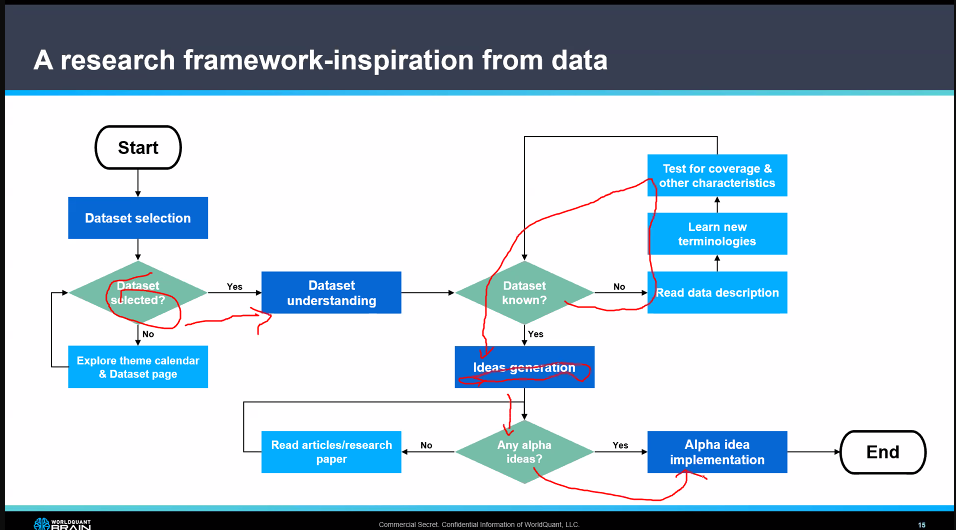 A research framework-inspiration from data
Start
Dataset selection
Dataset
selected?
Yes
No
Explore theme calendar
& Dataset page
Dataset
understanding
Dataset
known?
No
Read data description
Learn new
terminologies
Test for coverage &
other characteristics
Yes
Ideas generation
Any alpha
ideas?
No
Read articles/research
paper
Yes
Alpha idea
implementation
End
WORLDQUANT
BRAIN
Commercial Secret. Confidential Information of WorldQuant, LLC.
15